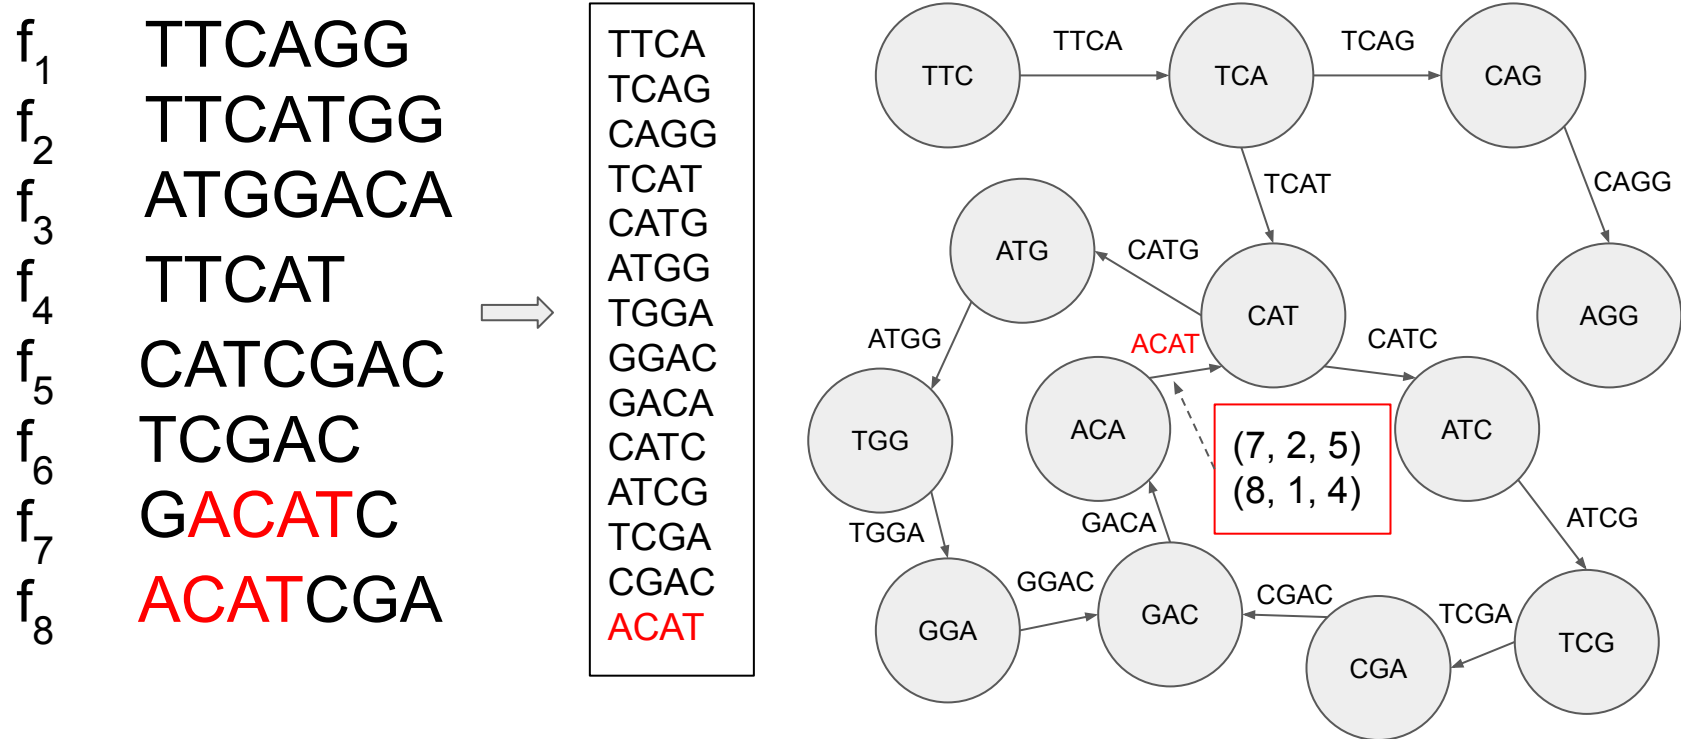 f1 TTCAGG
f2 TTCATGG
f3 ATGGACA
f4 TTCAT
f5 CATCGAC
f6 TCGAC
f7 GACATC
f8 ACATCGA
TTCA
TCAG
CAGG
TCAT
CATG
ATGG
TGGA
GGAC
GACA
CATC
ATCG
TCGA
CGAC
ACAT
TTC
TTCA
TCA
TCAG
CAG
TCAT
CAGG
ATG
CATG
CAT
AGG
ATGG
ACAT
CATC
TGG
ACA
ATC
(7, 2, 5)
(8, 1, 4)
TGGA
GACA
ATCG
GGA
GGAC
GAC
CGAC
TCGA
TCG
CGA